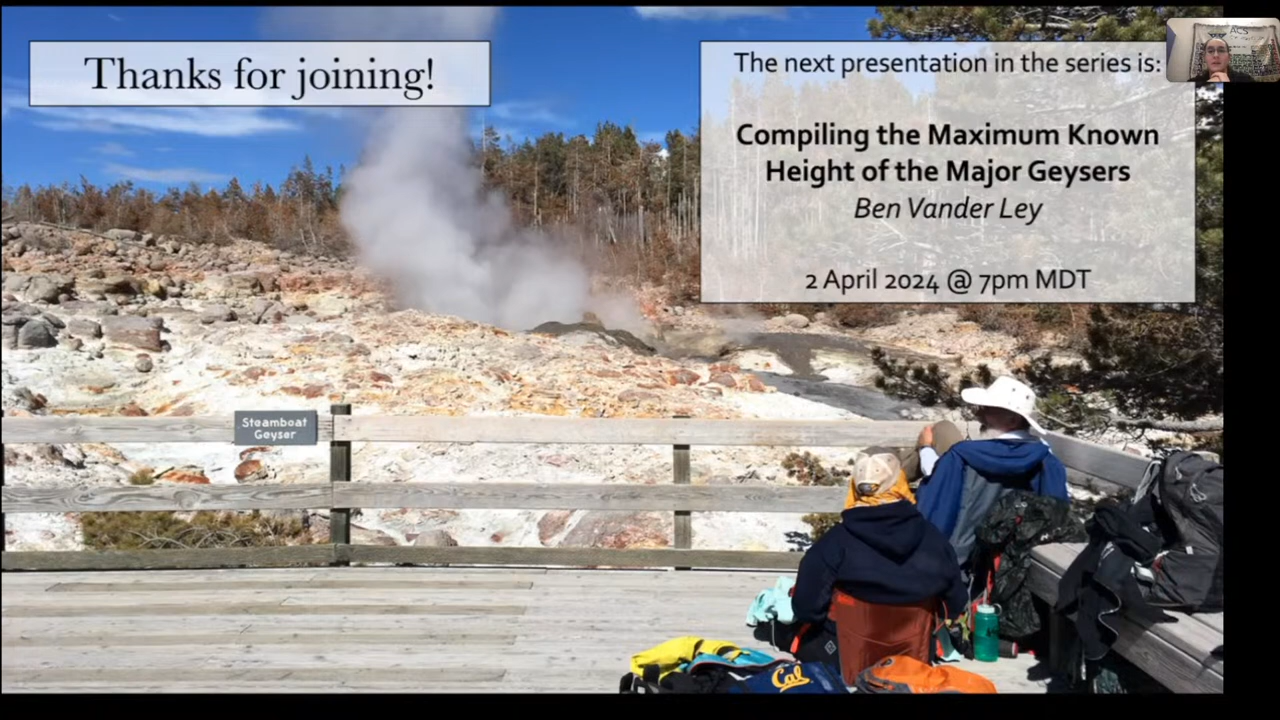 Thanks for joining!
The next presentation in the series is:
Compiling the Maximum Known
Height of the Major Geysers
Ben Vander Ley
2 April 2024 @ 7pm MDT
ACS
Steamboat
Geyser
Cal